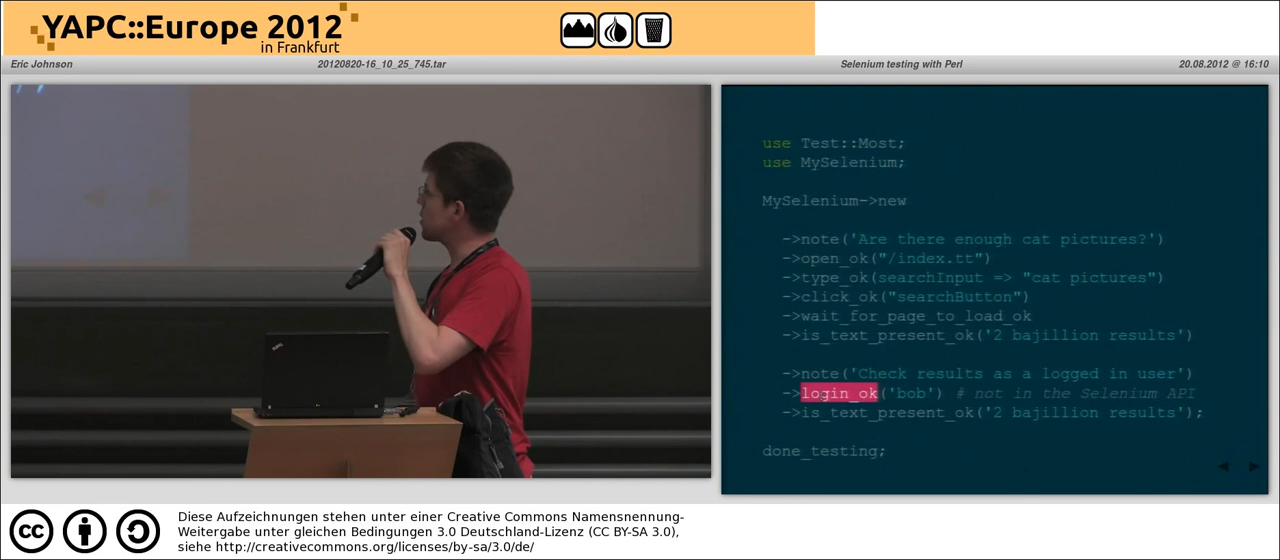 YAPC::Europe 2012
in Frankfurt
Eric Johnson 20120820-16_10_25_745.tar Selenium testing with Perl 20.08.2012 @ 16:10
use Test::Most;
use MySelenium;
MySelenium->new
->note('Are there enough cat pictures?')
->open_ok("/index.tt")
->type_ok(searchInput => "cat pictures")
->click_ok("searchButton")
->wait_for_page_to_load_ok
->is_text_present_ok('2 bajillion results')
->note('Check results as a logged in user')
->login_ok('bob') # not in the Selenium API
->is_text_present_ok('2 bajillion results');
done_testing;
cc
Diese Aufzeichnungen stehen unter einer Creative Commons Namensnennung-
Weitergabe unter gleichen Bedingungen 3.0 Deutschland-Lizenz (CC BY-SA 3.0),
siehe http://creativecommons.org/licenses/by-sa/3.0/de/